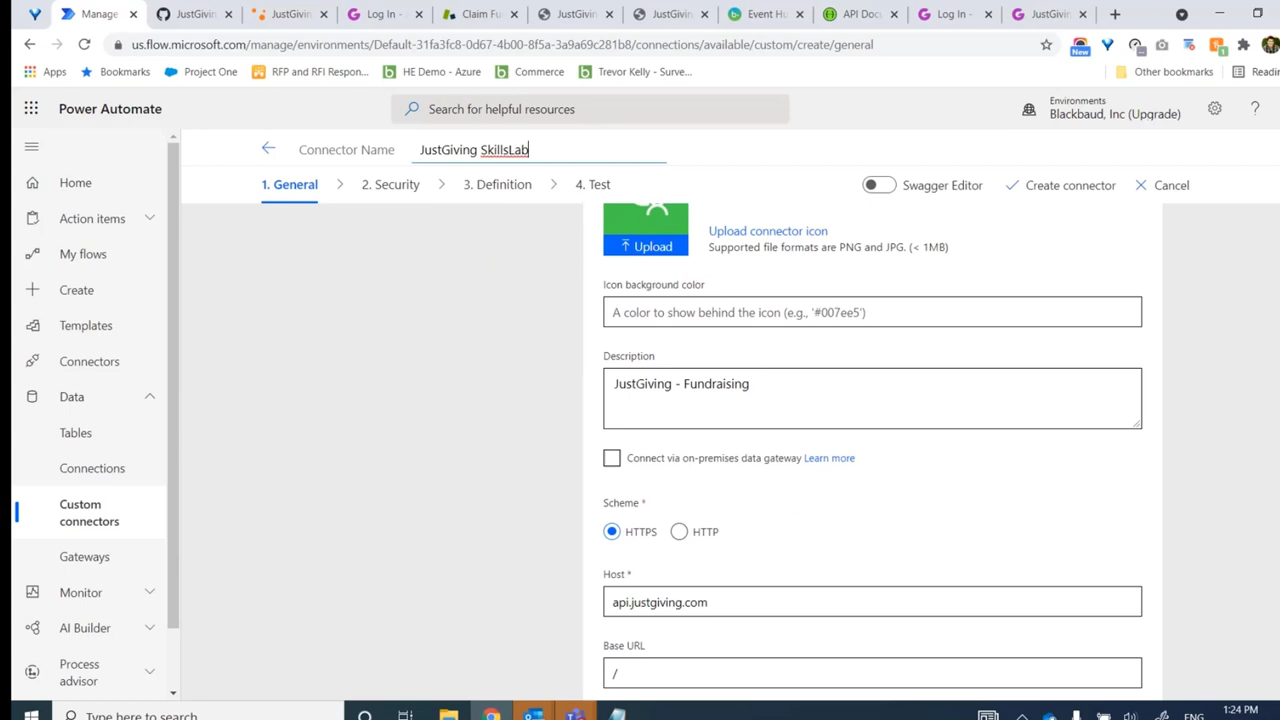 Manage
JustGiving
JustGiving
Log In -
Claim Fu
JustGiving
JustGiving
Event Hu
API Doc
Log In -
JustGiving
us.flow.microsoft.com/manage/environments/Default-31fa3fc8-0d67-4b00-8f5a-3a9a69c281b8/connections/available/custom/create/general
New
1
Apps
Bookmarks
Project One
RFP and RFI Respon...
HE Demo - Azure
Commerce
Trevor Kelly - Surve...
Other bookmarks
Readin
Power Automate
Search for helpful resources
Environments
Blackbaud, Inc (Upgrade)
Connector Name
JustGiving SkillsLab
1. General
2. Security
3. Definition
4. Test
Swagger Editor
Create connector
Cancel
Home
Action items
My flows
Create
Templates
Connectors
Data
Tables
Connections
Custom
connectors
Gateways
Monitor
AI Builder
Process
advisor
Upload
Upload connector icon
Supported file formats are PNG and JPG. (< 1MB)
Icon background color
A color to show behind the icon (e.g., '#007ee5')
Description
JustGiving - Fundraising
Connect via on-premises data gateway Learn more
Scheme *
HTTPS
HTTP
Host *
api.justgiving.com
Base URL
/
Type here to search
ENG
1:24 PM